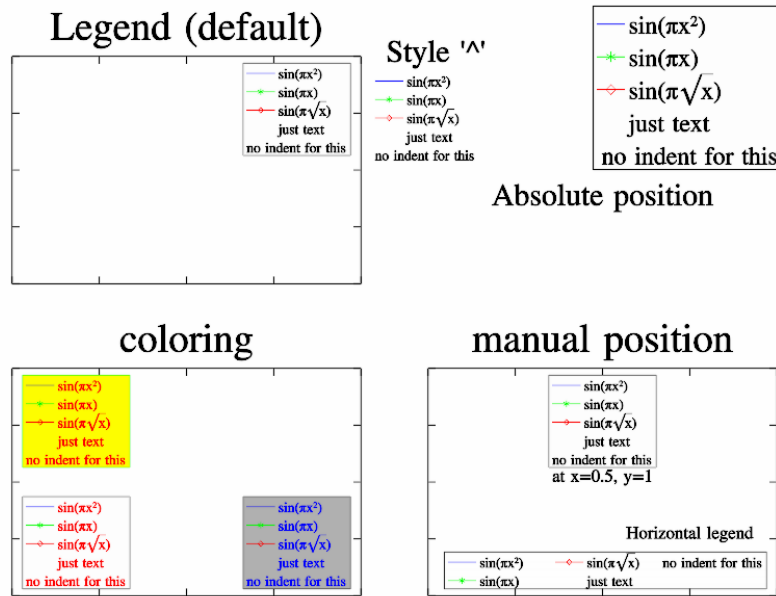 Legend (default)
sin(πx²)
sin(πx)
sin(π√x)
just text
no indent for this
Style '^'
sin(πx²)
sin(πx)
sin(π√x)
just text
no indent for this
sin(πx²)
sin(πx)
sin(π√x)
just text
no indent for this
Absolute position
coloring
sin(πx²)
sin(πx)
sin(π√x)
just text
no indent for this
sin(πx²)
sin(πx)
sin(π√x)
just text
no indent for this
sin(πx²)
sin(πx)
sin(π√x)
just text
no indent for this
manual position
sin(πx²)
sin(πx)
sin(π√x)
just text
no indent for this
at x=0.5, y=1
Horizontal legend
sin(πx²) sin(π√x) no indent for this
sin(πx) just text